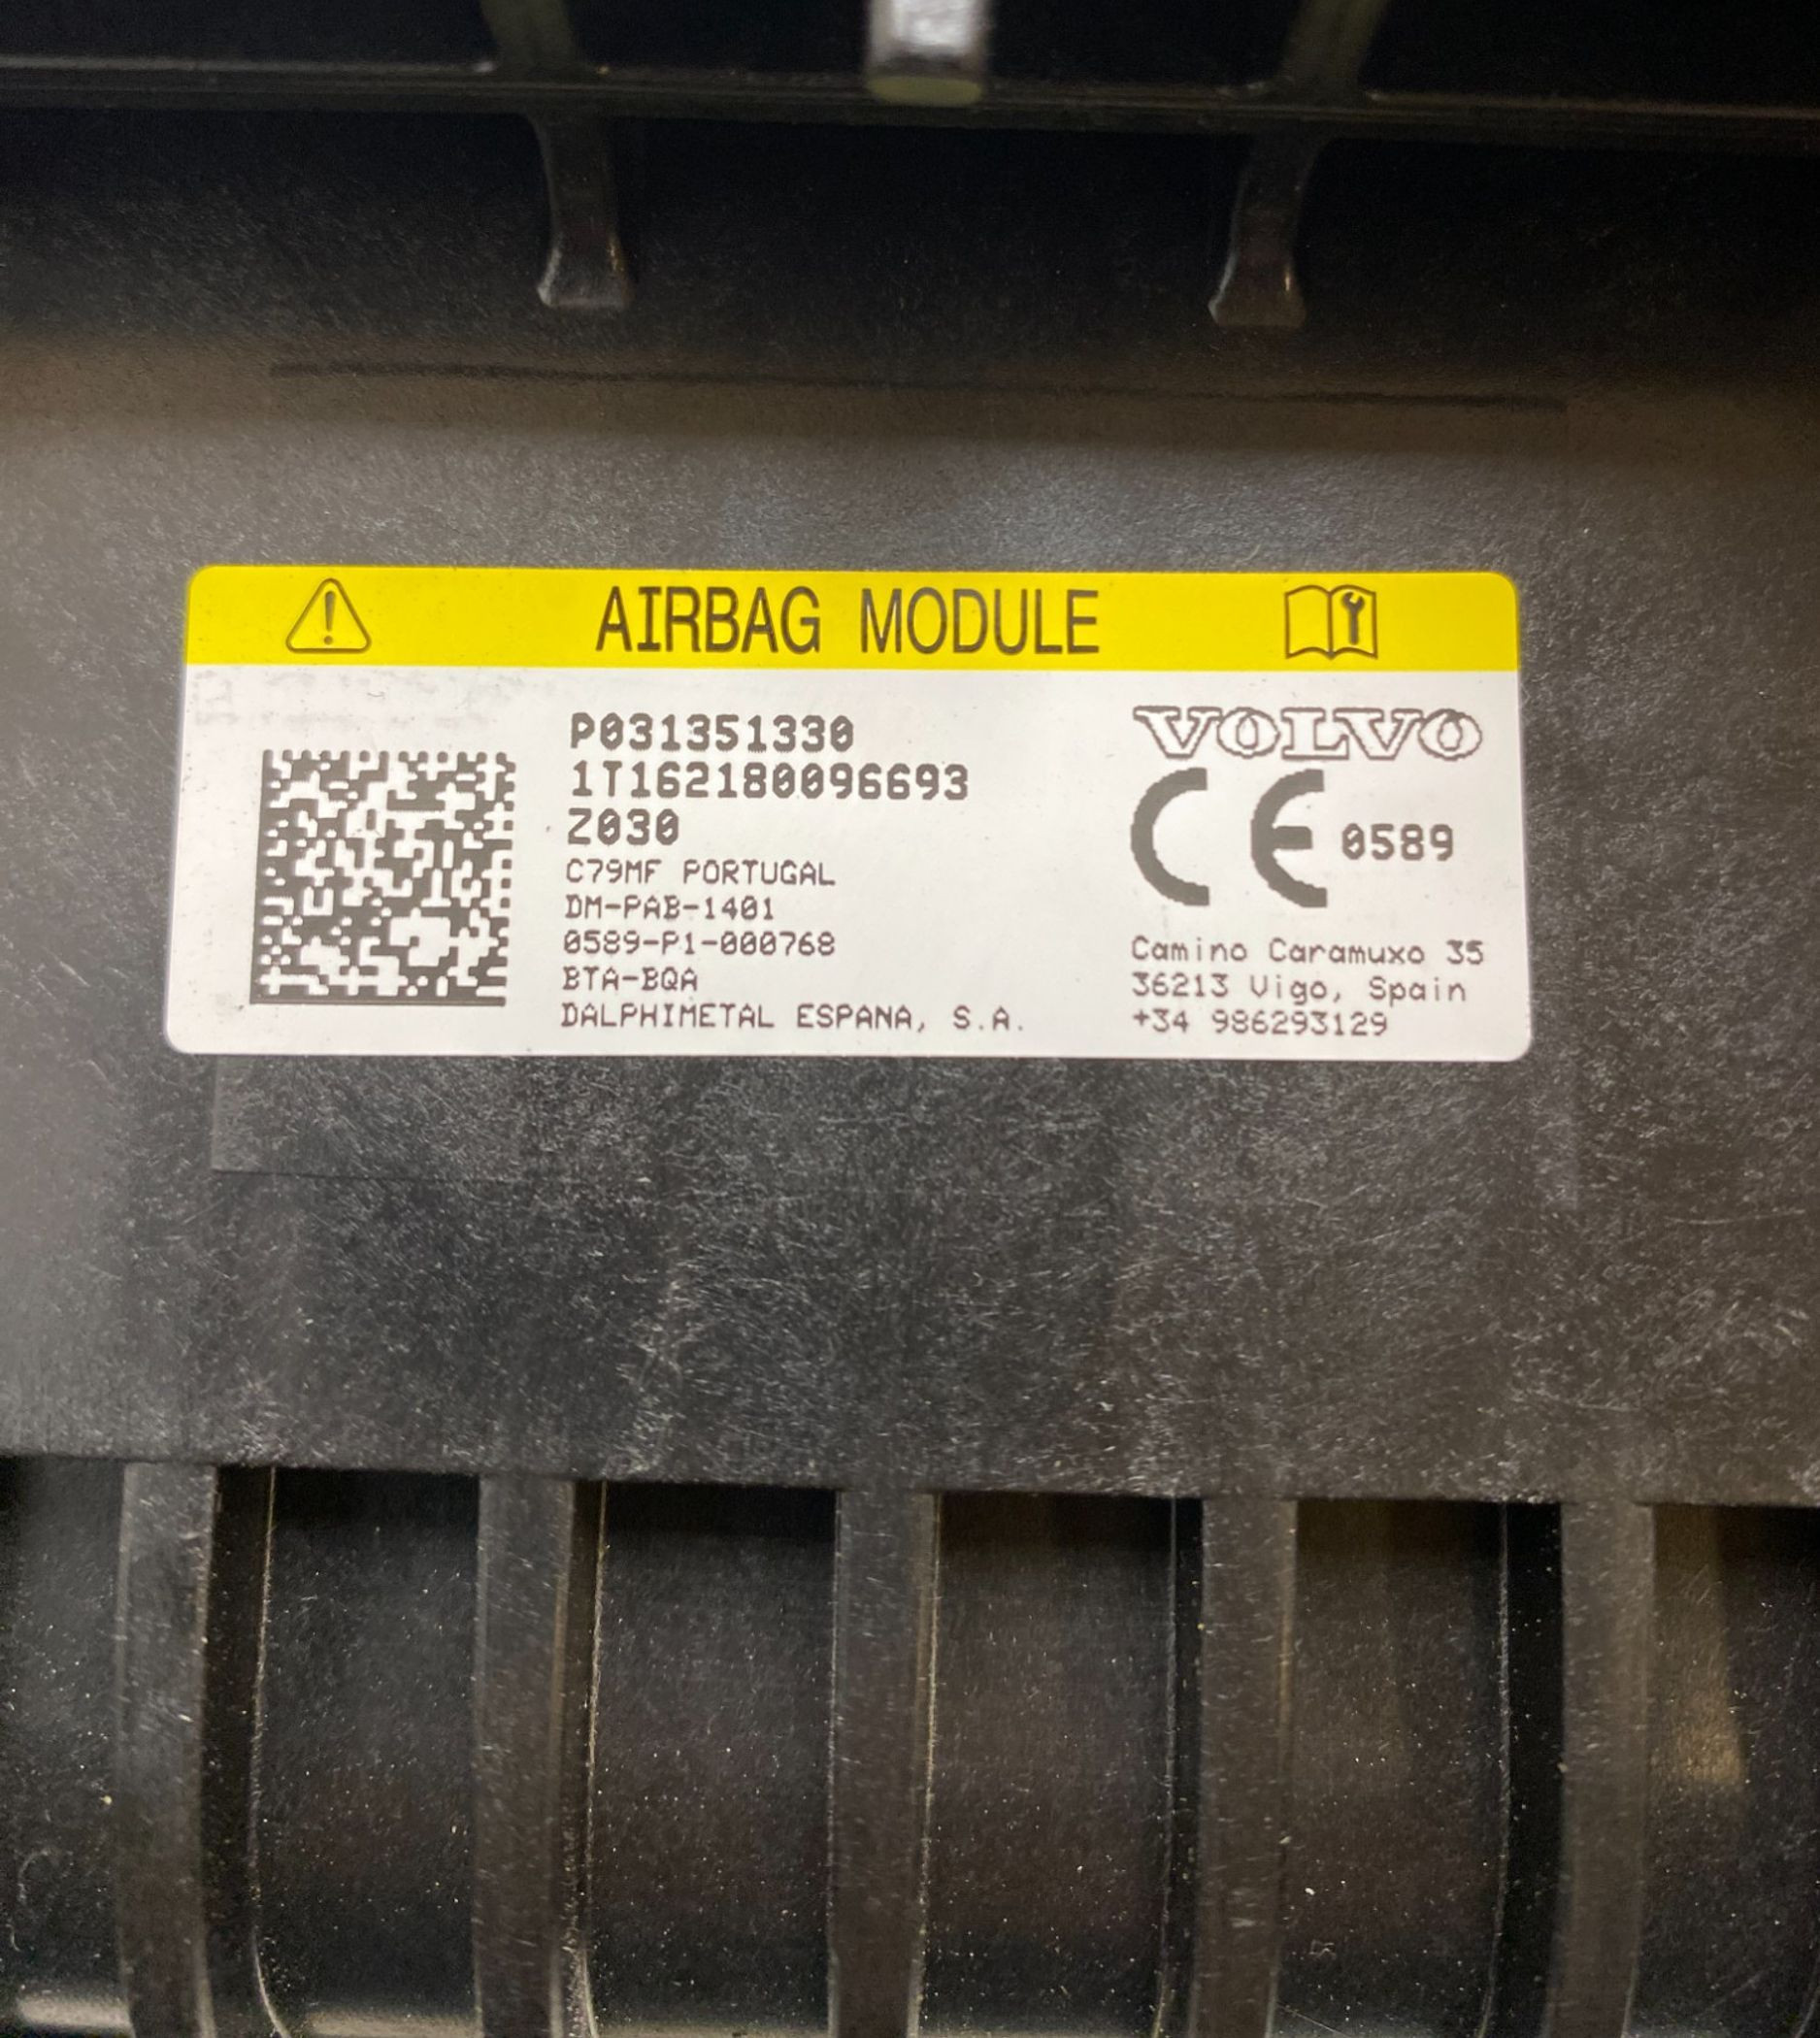 AIRBAG MODULE
P031351330
1T162180096693
Z030
C79MF PORTUGAL
DM-PAB-1401
0589-P1-000768
BTA-BQA
DALPHIMETAL ESPANA, S.A.
VOLVO
CE 0589
Camino Caramuxo 35
36213 Vigo, Spain
+34 986293129